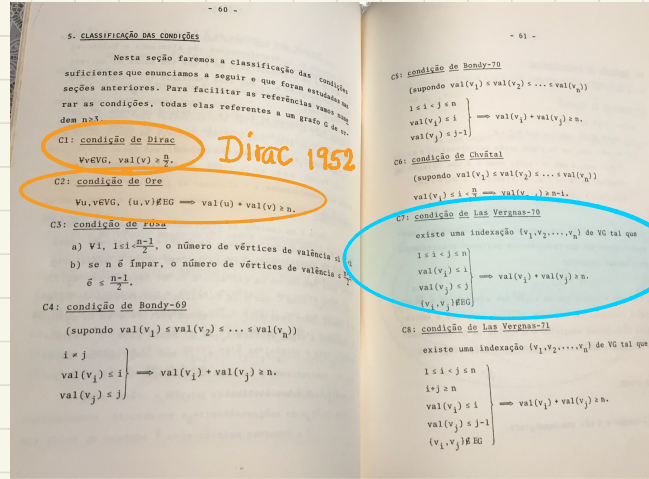 - 60 -
5. CLASSIFICAÇÃO DAS CONDIÇÕES
Nesta seção faremos a classificação das condições
suficientes que enunciamos a seguir e que foram estudadas nas
seções anteriores. Para facilitar as referências vamos nume
rar as condições, todas elas referentes a um grafo G de or-
dem n≥3.
C1: condição de Dirac
∀v∈VG, val(v) ≥ n/2.
Dirac 1952
C2: condição de Ore
∀u,v∈VG, {u,v}∉EG ⟹ val(u) + val(v) ≥ n.
C3: condição de Pósa
a) ∀i, 1≤i<n-1/2, o número de vértices de valência
b) se n é ímpar, o número de vértices de valência ≤
é ≤ n-1/2.
C4: condição de Bondy-69
(supondo val(v1) ≤ val(v2) ≤ ... ≤ val(vn))
i ≠ j
val(vi) ≤ i ⟹ val(vi) + val(vj) ≥ n.
val(vj) ≤ j
- 61 -
C5: condição de Bondy-70
(supondo val(v1) ≤ val(v2) ≤ ... ≤ val(vn))
1 ≤ i < j ≤ n
val(vi) ≤ i ⟹ val(vi) + val(vj) ≥ n.
val(vj) ≤ j-1
C6: condição de Chvátal
(supondo val(v1) ≤ val(v2) ≤ ... ≤ val(vn))
val(vi) ≤ i < n/2 ⟹ val(vn-i) ≥ n-i.
C7: condição de Las Vergnas-70
existe uma indexação {v1,v2,...,vn} de VG tal que
1 ≤ i < j ≤ n
val(vi) ≤ i
val(vj) ≤ j ⟹ val(vi) + val(vj) ≥ n.
{vi,vj}∉EG
C8: condição de Las Vergnas-71
existe uma indexação {v1,v2,...,vn} de VG tal que
1 ≤ i < j ≤ n
i+j ≥ n
val(vi) ≤ i ⟹ val(vi) + val(vj) ≥ n.
val(vj) ≤ j-1
{vi,vj}∉EG